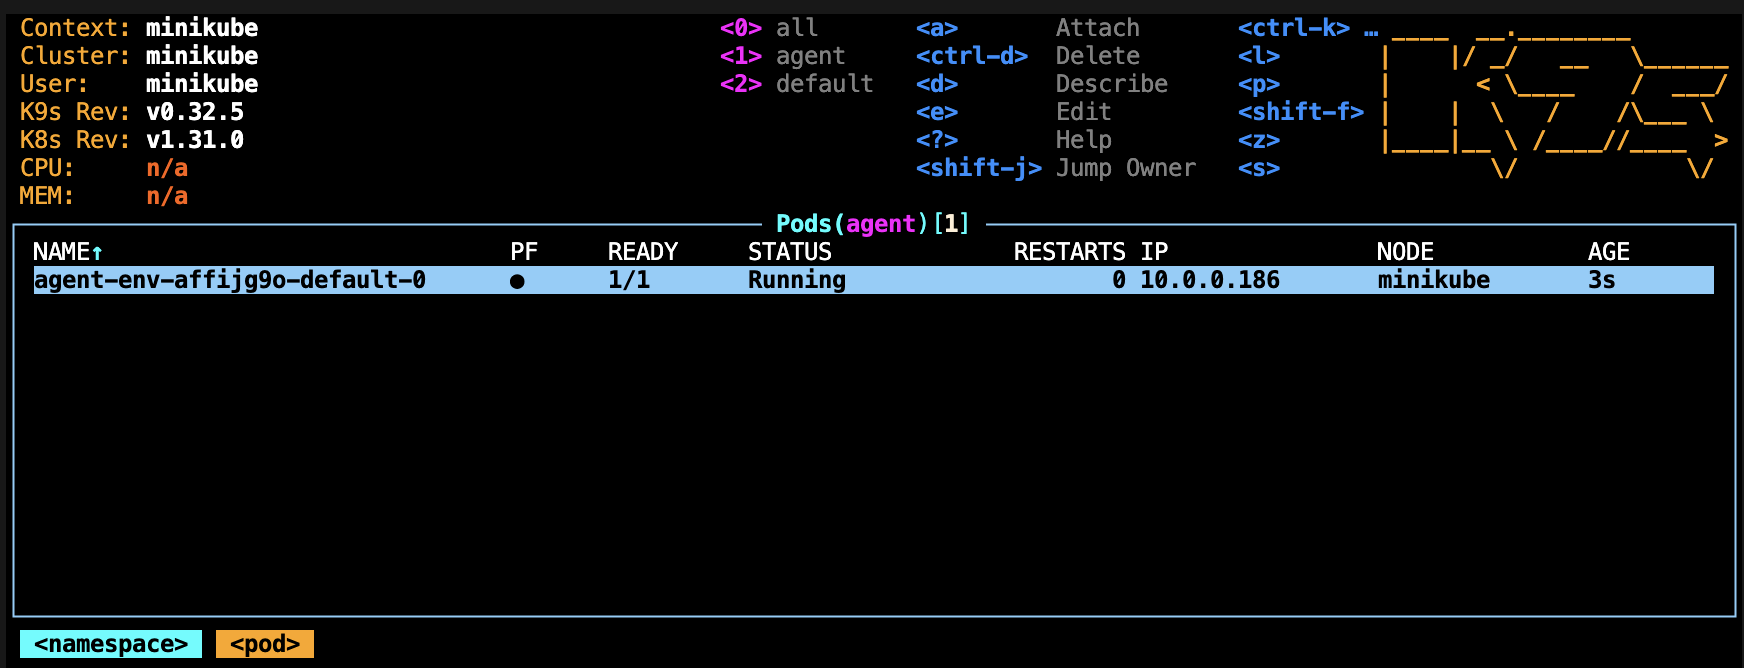 Context: minikube <0> all <a> Attach <ctrl-k> …
Cluster: minikube <1> agent <ctrl-d> Delete <l>
User: minikube <2> default <d> Describe <p>
K9s Rev: v0.32.5 <e> Edit <shift-f>
K8s Rev: v1.31.0 <?> Help <z>
CPU: n/a <shift-j> Jump Owner <s>
MEM: n/a
Pods(agent)[1]
NAME↑ PF READY STATUS RESTARTS IP NODE AGE
agent-env-affijg9o-default-0 ● 1/1 Running 0 10.0.0.186 minikube 3s
<namespace> <pod>